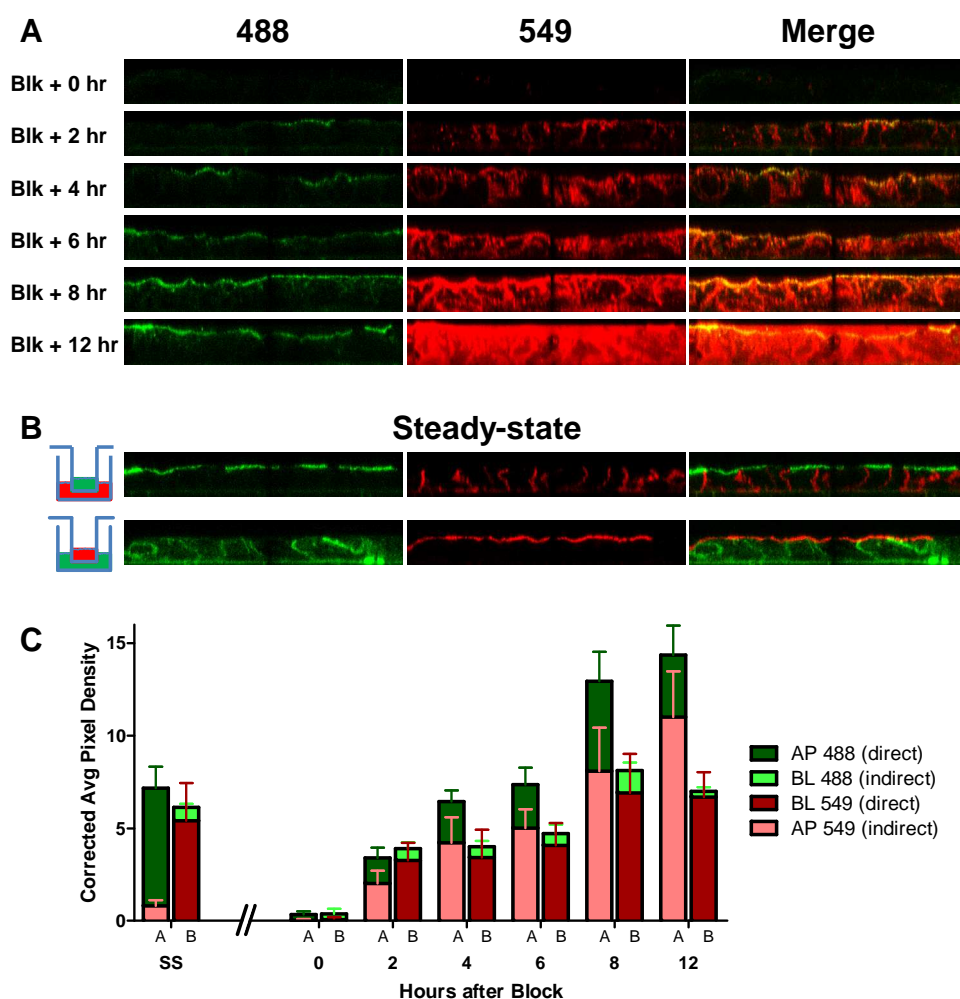 A
488 549 Merge
Blk + 0 hr
Blk + 2 hr
Blk + 4 hr
Blk + 6 hr
Blk + 8 hr
Blk + 12 hr
B
Steady-state
C
Corrected Avg Pixel Density
15
10
5
0
A B A B A B A B A B A B A B
SS 0 2 4 6 8 12
Hours after Block
AP 488 (direct)
BL 488 (indirect)
BL 549 (direct)
AP 549 (indirect)